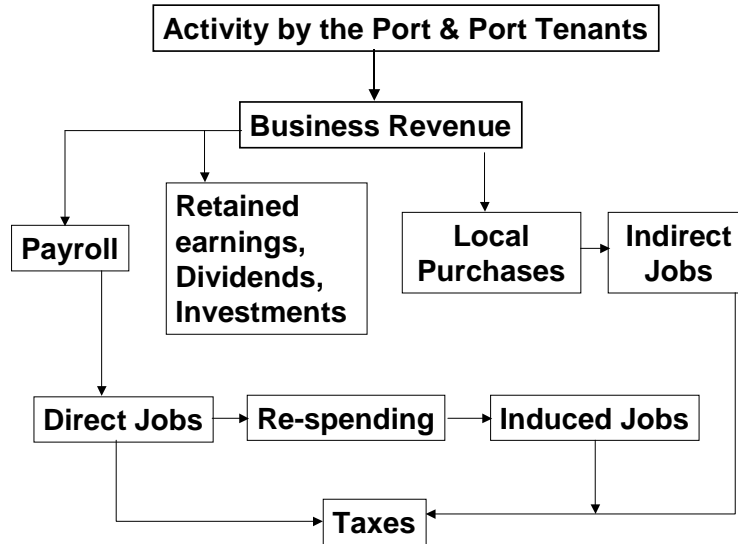 Activity by the Port & Port Tenants
Business Revenue
Payroll
Retained
earnings,
Dividends,
Investments
Local
Purchases
Indirect
Jobs
Direct Jobs
Re-spending
Induced Jobs
Taxes